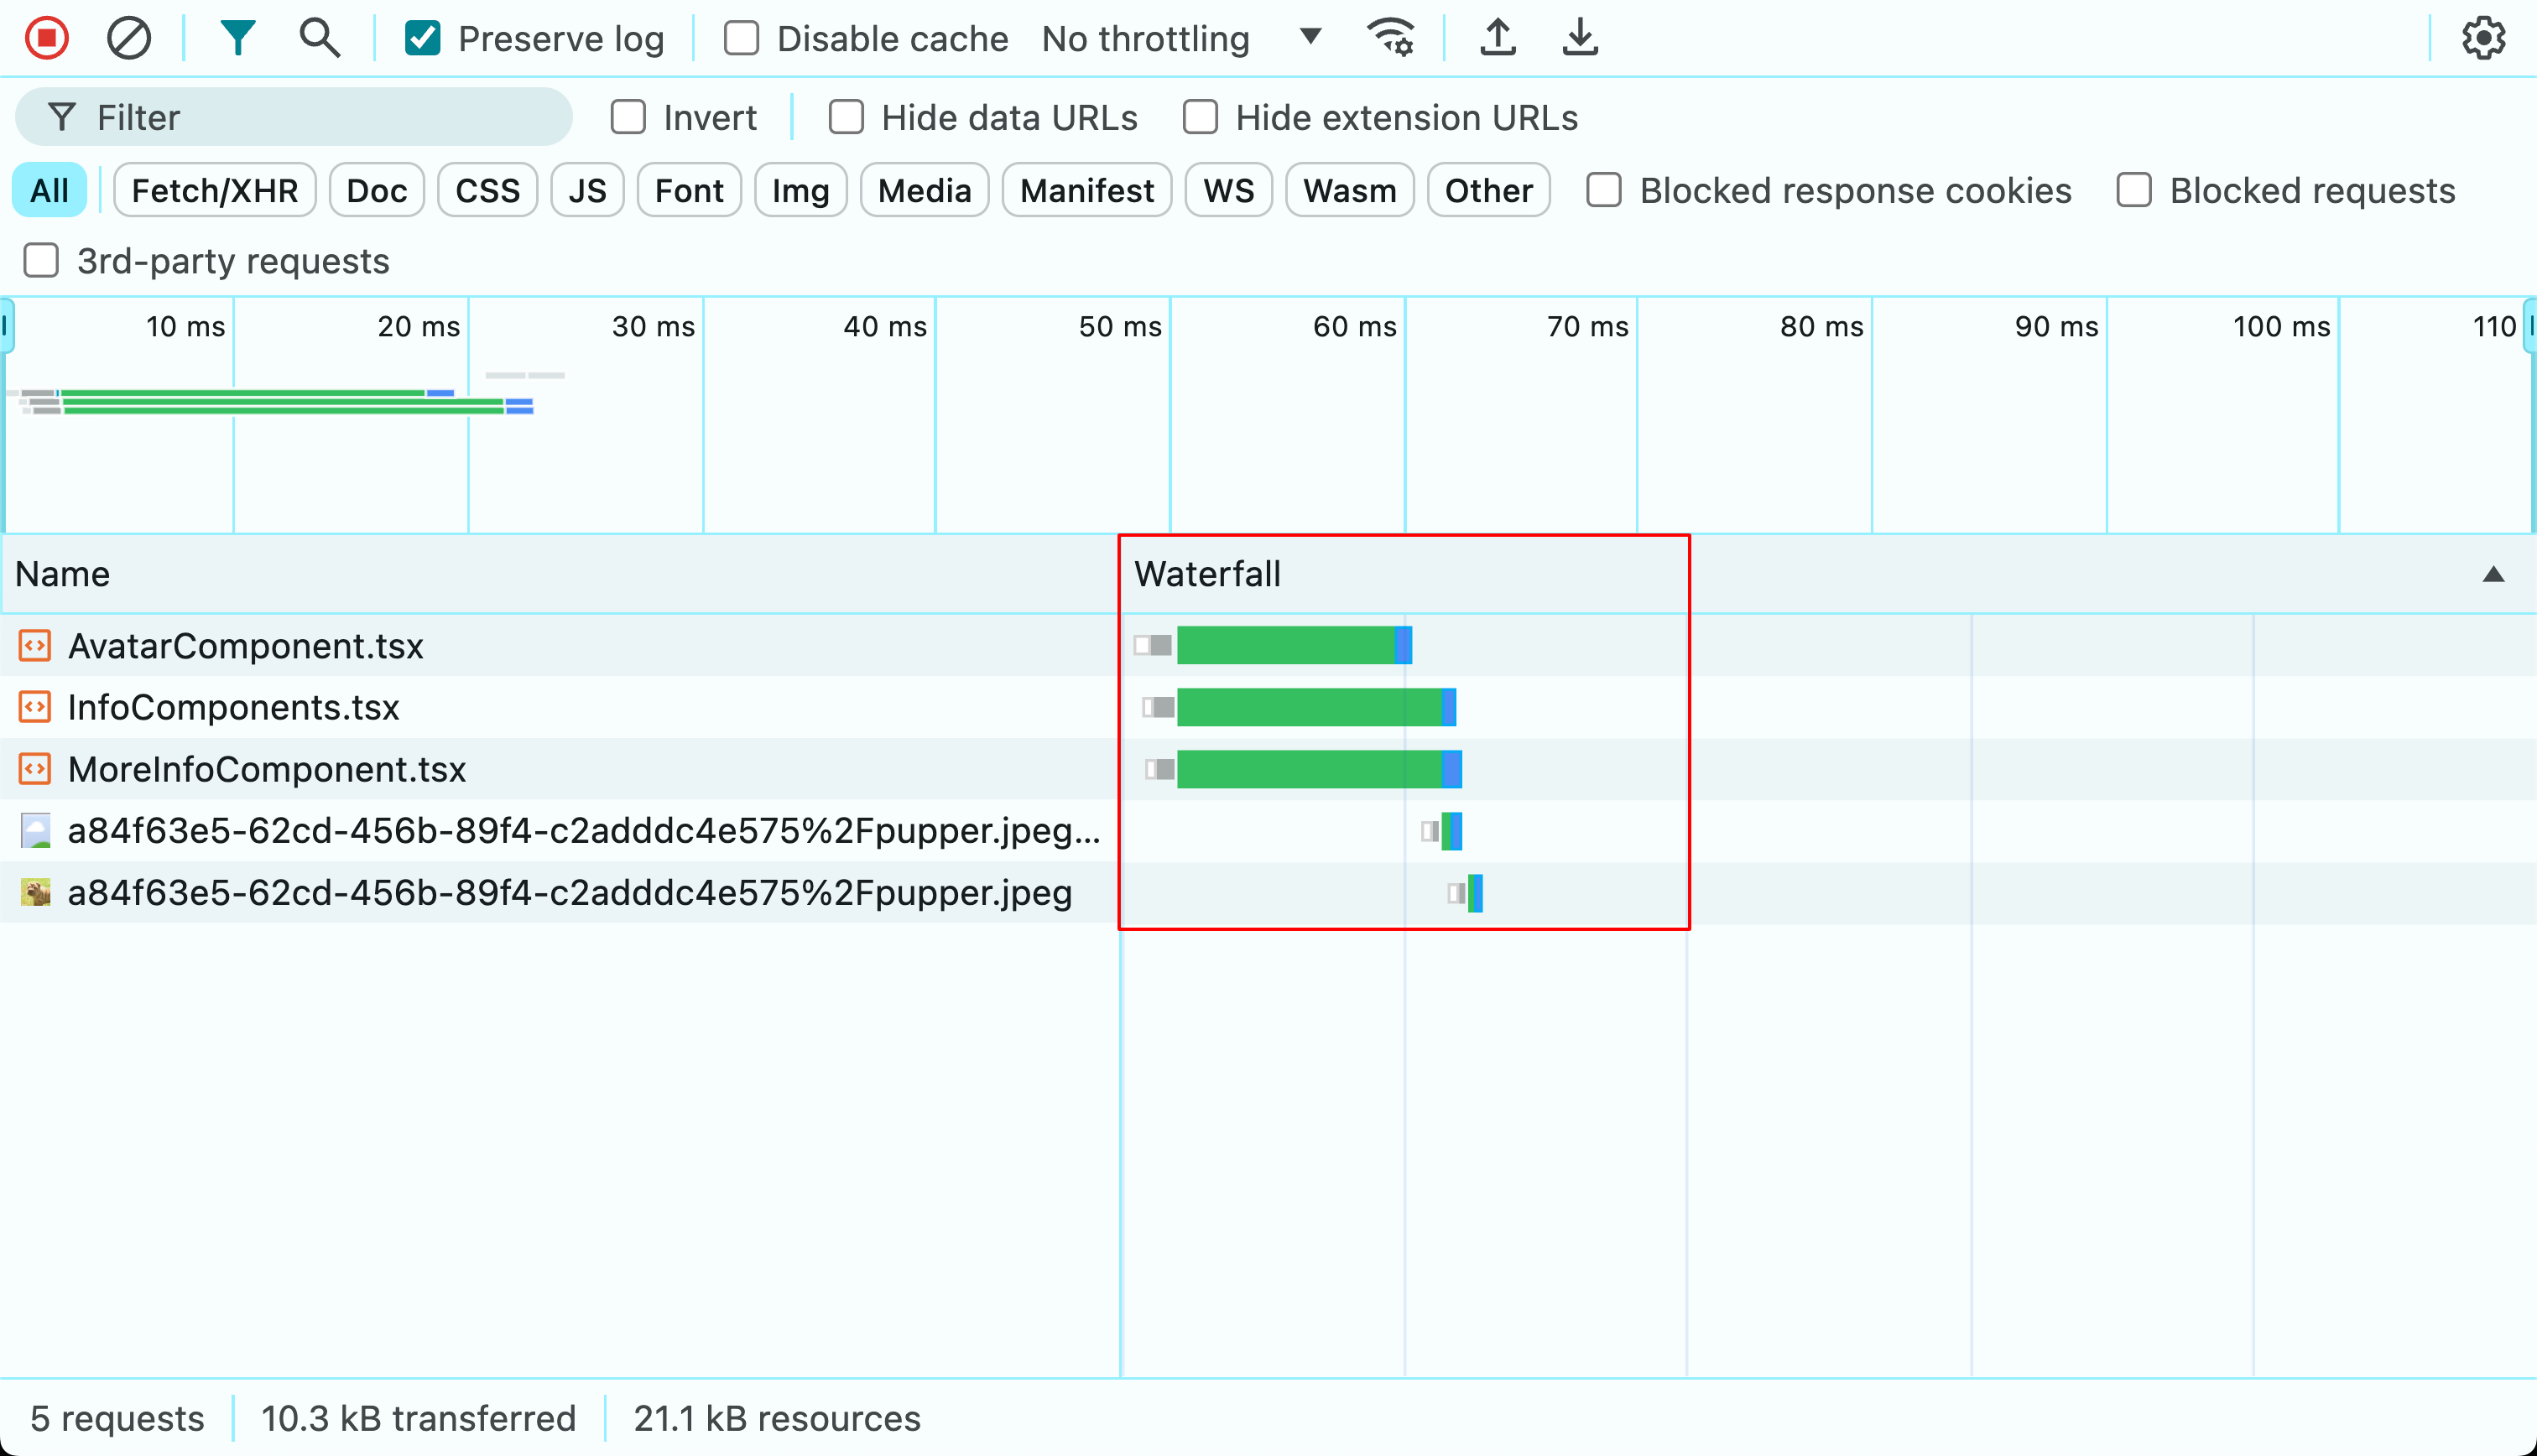 Preserve log Disable cache No throttling
Filter Invert Hide data URLs Hide extension URLs
All Fetch/XHR Doc CSS JS Font Img Media Manifest WS Wasm Other Blocked response cookies Blocked requests
3rd-party requests
10 ms 20 ms 30 ms 40 ms 50 ms 60 ms 70 ms 80 ms 90 ms 100 ms 110
Name Waterfall
AvatarComponent.tsx
InfoComponents.tsx
MoreInfoComponent.tsx
a84f63e5-62cd-456b-89f4-c2adddc4e575%2Fpupper.jpeg...
a84f63e5-62cd-456b-89f4-c2adddc4e575%2Fpupper.jpeg
5 requests 10.3 kB transferred 21.1 kB resources